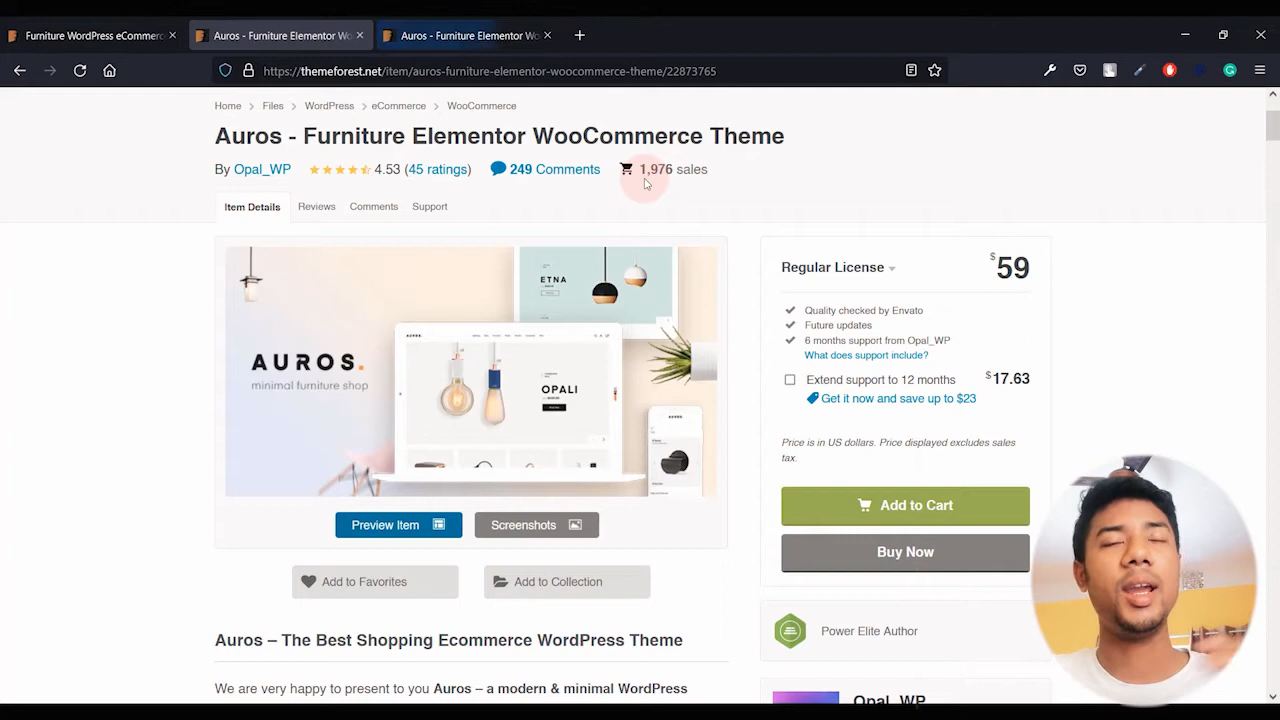 Furniture WordPress eCommerc
Auros - Furniture Elementor Wo
Auros - Furniture Elementor Wo
https://themeforest.net/item/auros-furniture-elementor-woocommerce-theme/22873765
Home > Files > WordPress > eCommerce > WooCommerce
Auros - Furniture Elementor WooCommerce Theme
By Opal_WP 4.53 (45 ratings) 249 Comments 1,976 sales
Item Details Reviews Comments Support
AUROS.
minimal furniture shop
ETNA
AUROS.
OPALI
Regular License $59
Quality checked by Envato
Future updates
6 months support from Opal_WP
What does support include?
Extend support to 12 months $17.63
Get it now and save up to $23
Price is in US dollars. Price displayed excludes sales
tax.
Add to Cart
Buy Now
Preview Item Screenshots
Add to Favorites Add to Collection
Power Elite Author
Auros – The Best Shopping Ecommerce WordPress Theme
We are very happy to present to you Auros – a modern & minimal WordPress
Opal_WP